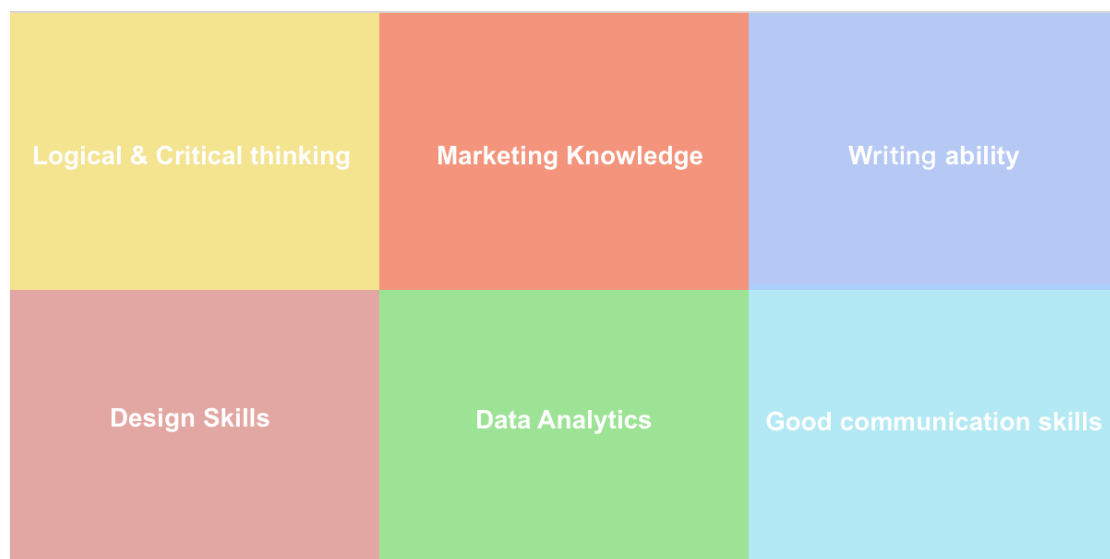 Logical & Critical thinking
Marketing Knowledge
Writing ability
Design Skills
Data Analytics
Good communication skills